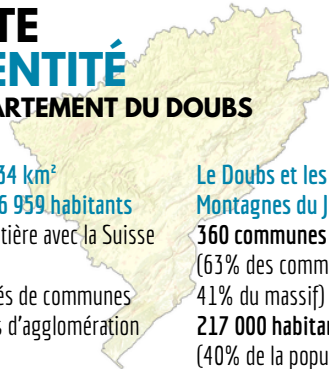 TE
ENTITÉ
ARTEMENT DU DOUBS
34 km²
6 959 habitants
tière avec la Suisse
és de communes
s d'agglomération
Le Doubs et les
Montagnes du J
360 communes
(63% des comm
41% du massif)
217 000 habitan
(40% de la popu